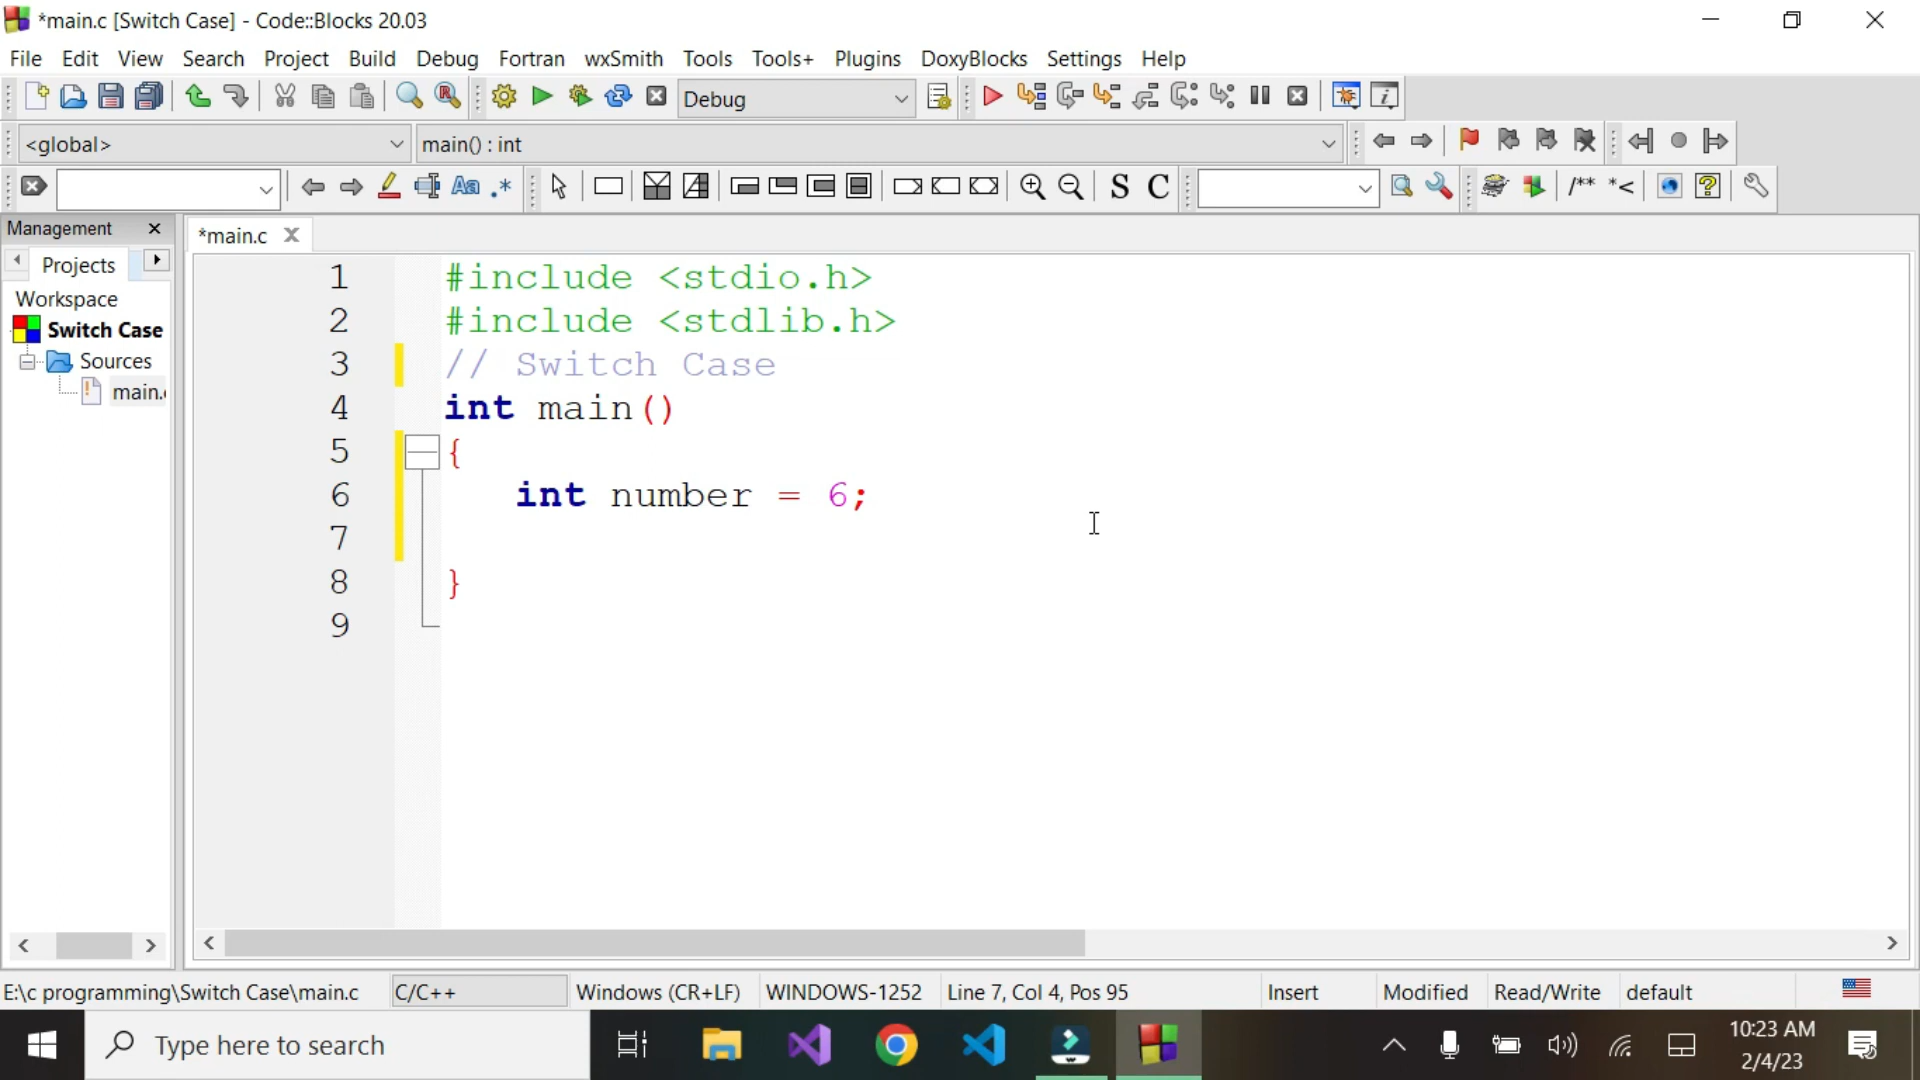 *main.c [Switch Case] - Code::Blocks 20.03
File Edit View Search Project Build Debug Fortran wxSmith Tools Tools+ Plugins DoxyBlocks Settings Help
Debug
<global> main() : int
S C /** *<
Management
*main.c
Projects
Workspace
Switch Case
Sources
main.
1 #include <stdio.h>
2 #include <stdlib.h>
3 // Switch Case
4 int main()
5 {
6 int number = 6;
7
8 }
9
E:\c programming\Switch Case\main.c C/C++ Windows (CR+LF) WINDOWS-1252 Line 7, Col 4, Pos 95 Insert Modified Read/Write default
Type here to search
10:23 AM
2/4/23